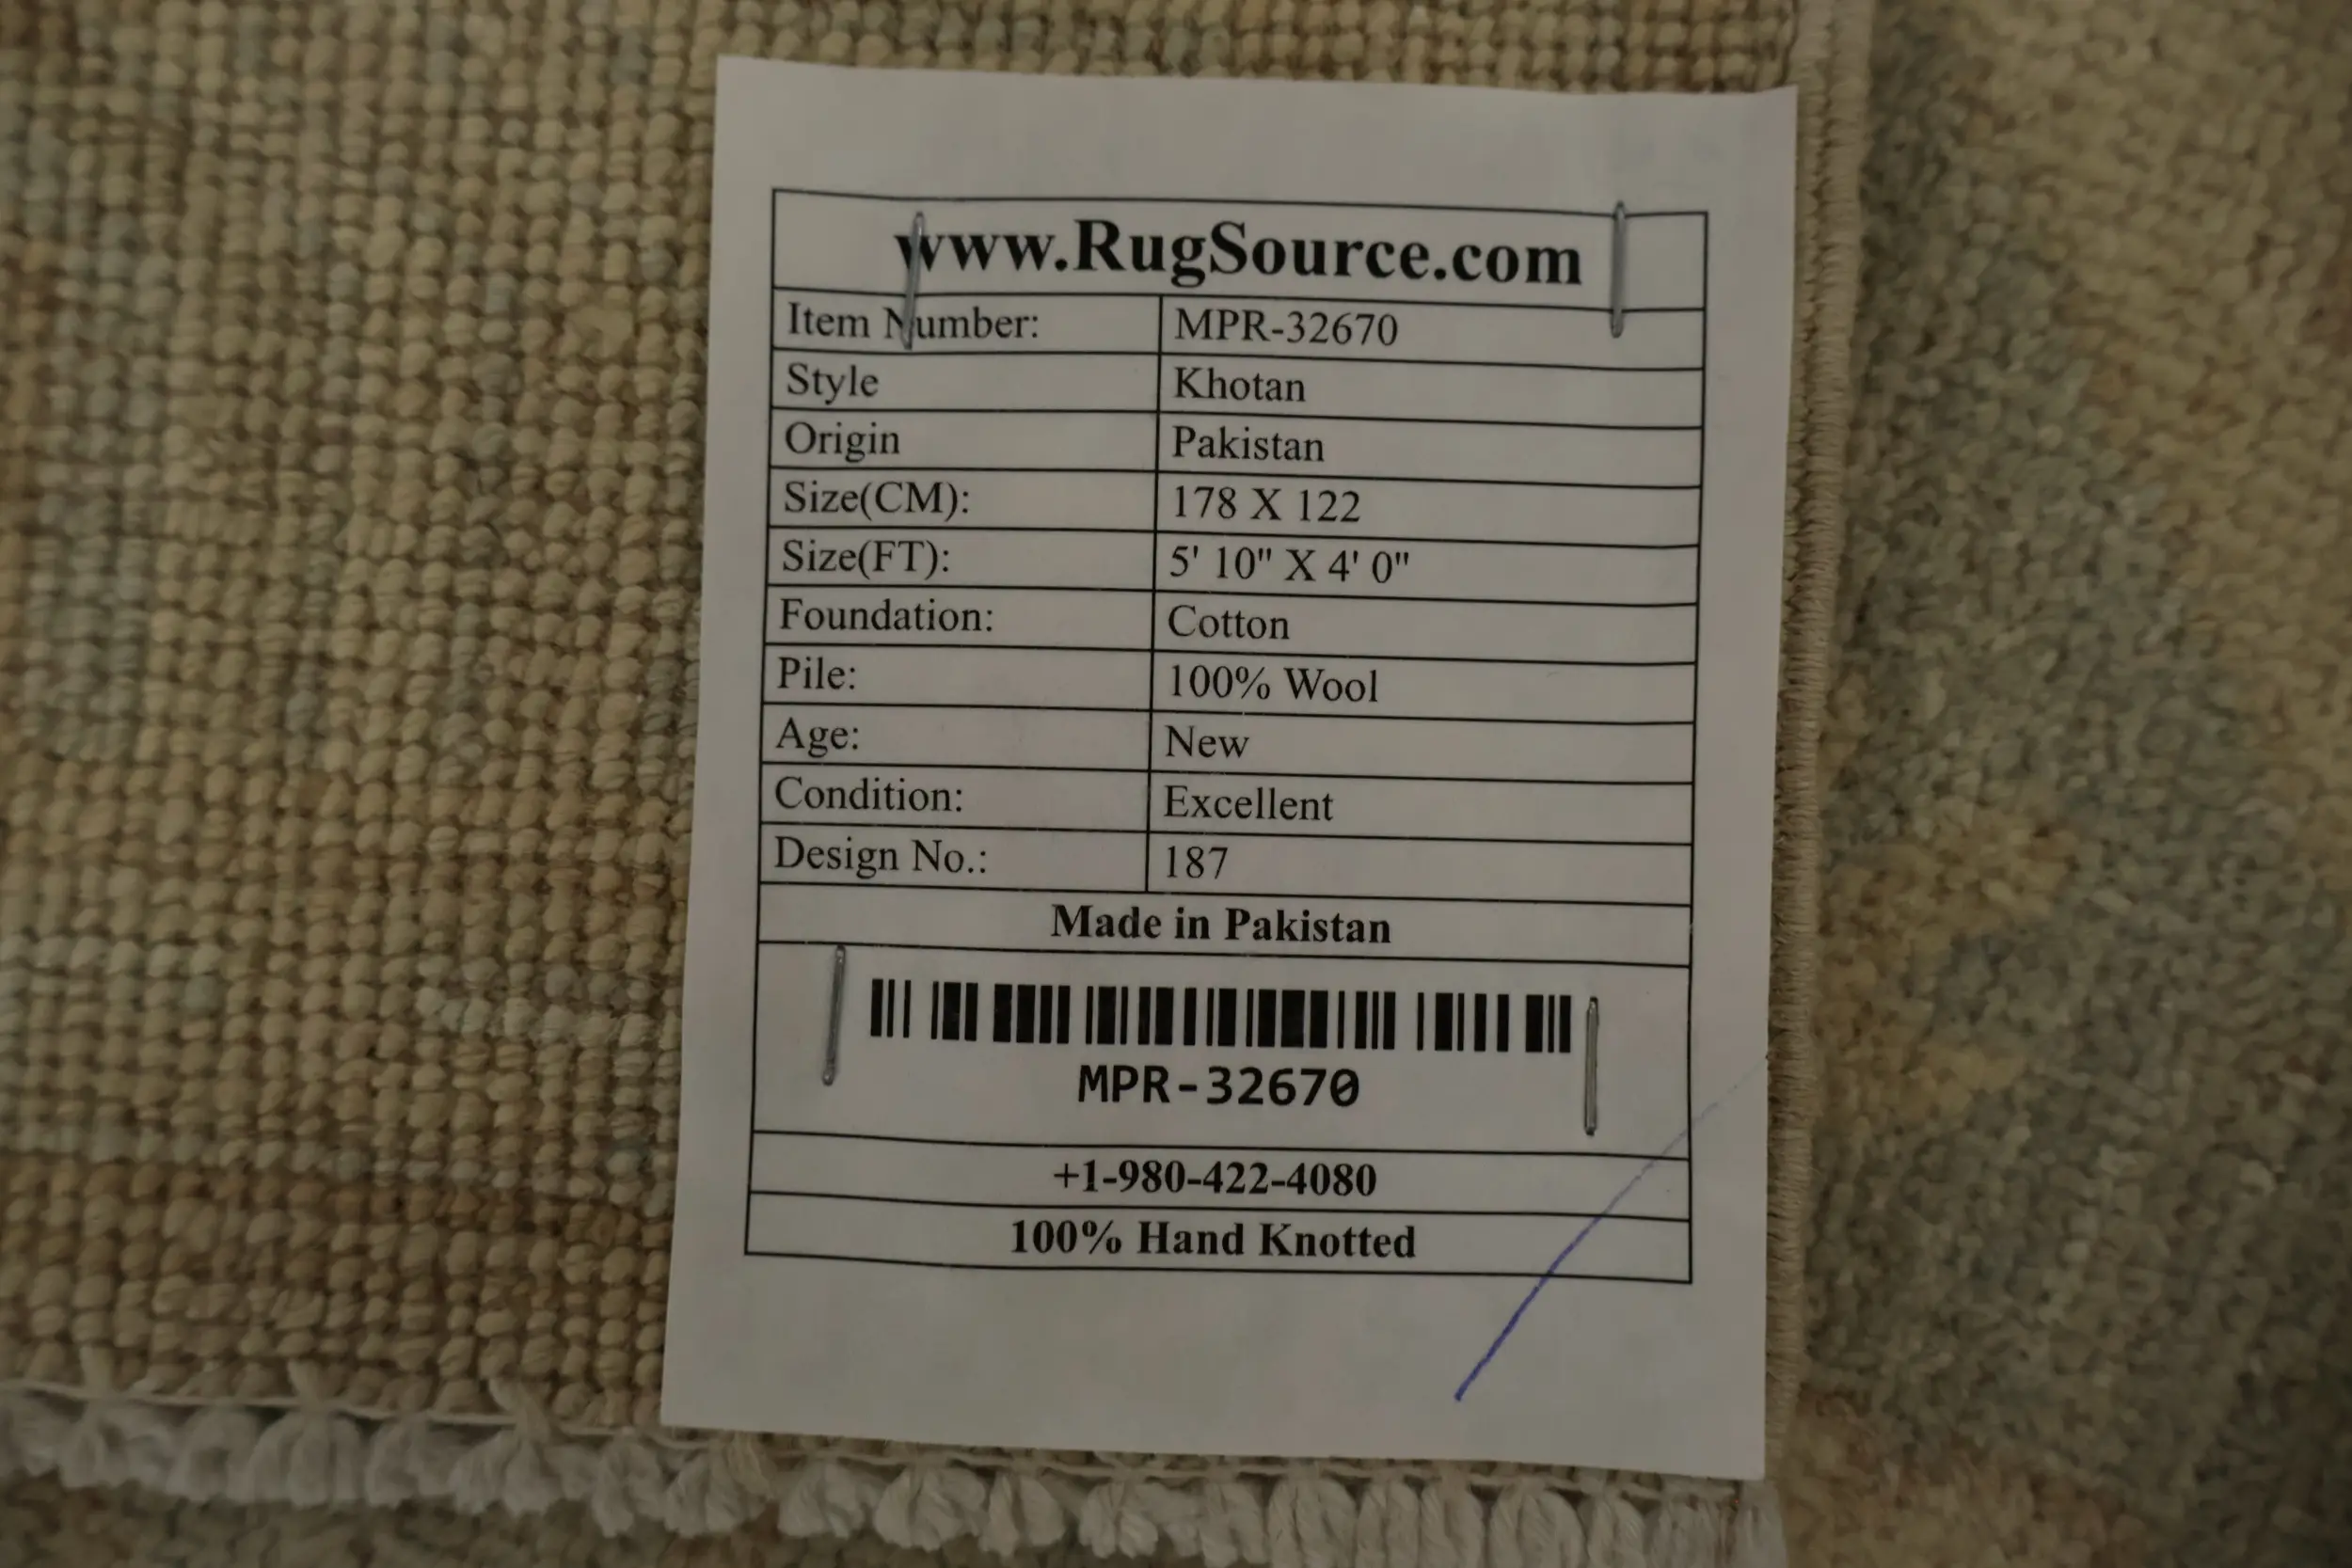 www.RugSource.com
Item Number: MPR-32670
Style Khotan
Origin Pakistan
Size(CM): 178 X 122
Size(FT): 5' 10" X 4' 0"
Foundation: Cotton
Pile: 100% Wool
Age: New
Condition: Excellent
Design No.: 187
Made in Pakistan
MPR-32670
+1-980-422-4080
100% Hand Knotted